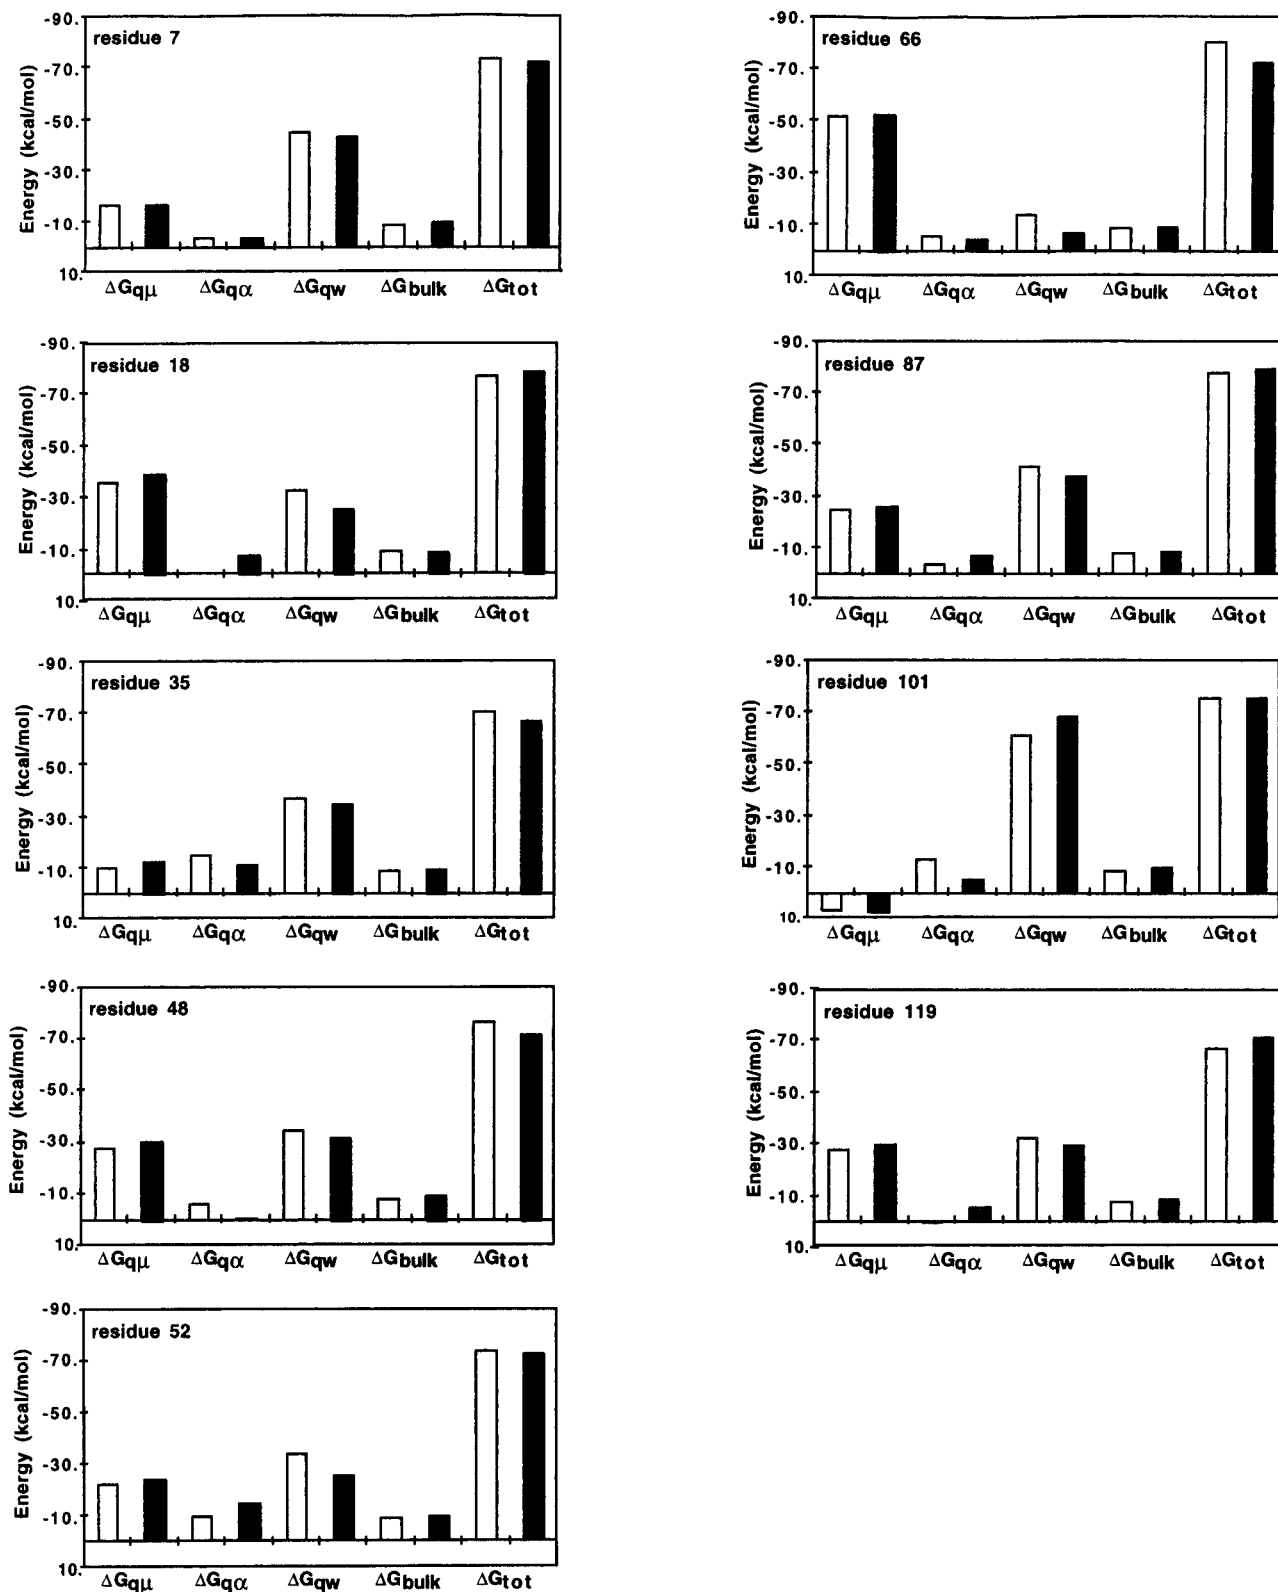 residue 7
Energy (kcal/mol)
-90.
-70.
-50.
-30.
-10.
10.
ΔGqμ ΔGqα ΔGqw ΔGbulk ΔGtot
residue 18
Energy (kcal/mol)
-90.
-70.
-50.
-30.
-10.
10.
ΔGqμ ΔGqα ΔGqw ΔGbulk ΔGtot
residue 35
Energy (kcal/mol)
-90.
-70.
-50.
-30.
-10.
10.
ΔGqμ ΔGqα ΔGqw ΔGbulk ΔGtot
residue 48
Energy (kcal/mol)
-90.
-70.
-50.
-30.
-10.
10.
ΔGqμ ΔGqα ΔGqw ΔGbulk ΔGtot
residue 52
Energy (kcal/mol)
-90.
-70.
-50.
-30.
-10.
10.
ΔGqμ ΔGqα ΔGqw ΔGbulk ΔGtot
residue 66
Energy (kcal/mol)
-90.
-70.
-50.
-30.
-10.
10.
ΔGqμ ΔGqα ΔGqw ΔGbulk ΔGtot
residue 87
Energy (kcal/mol)
-90.
-70.
-50.
-30.
-10.
10.
ΔGqμ ΔGqα ΔGqw ΔGbulk ΔGtot
residue 101
Energy (kcal/mol)
-90.
-70.
-50.
-30.
-10.
10.
ΔGqμ ΔGqα ΔGqw ΔGbulk ΔGtot
residue 119
Energy (kcal/mol)
-90.
-70.
-50.
-30.
-10.
10.
ΔGqμ ΔGqα ΔGqw ΔGbulk ΔGtot